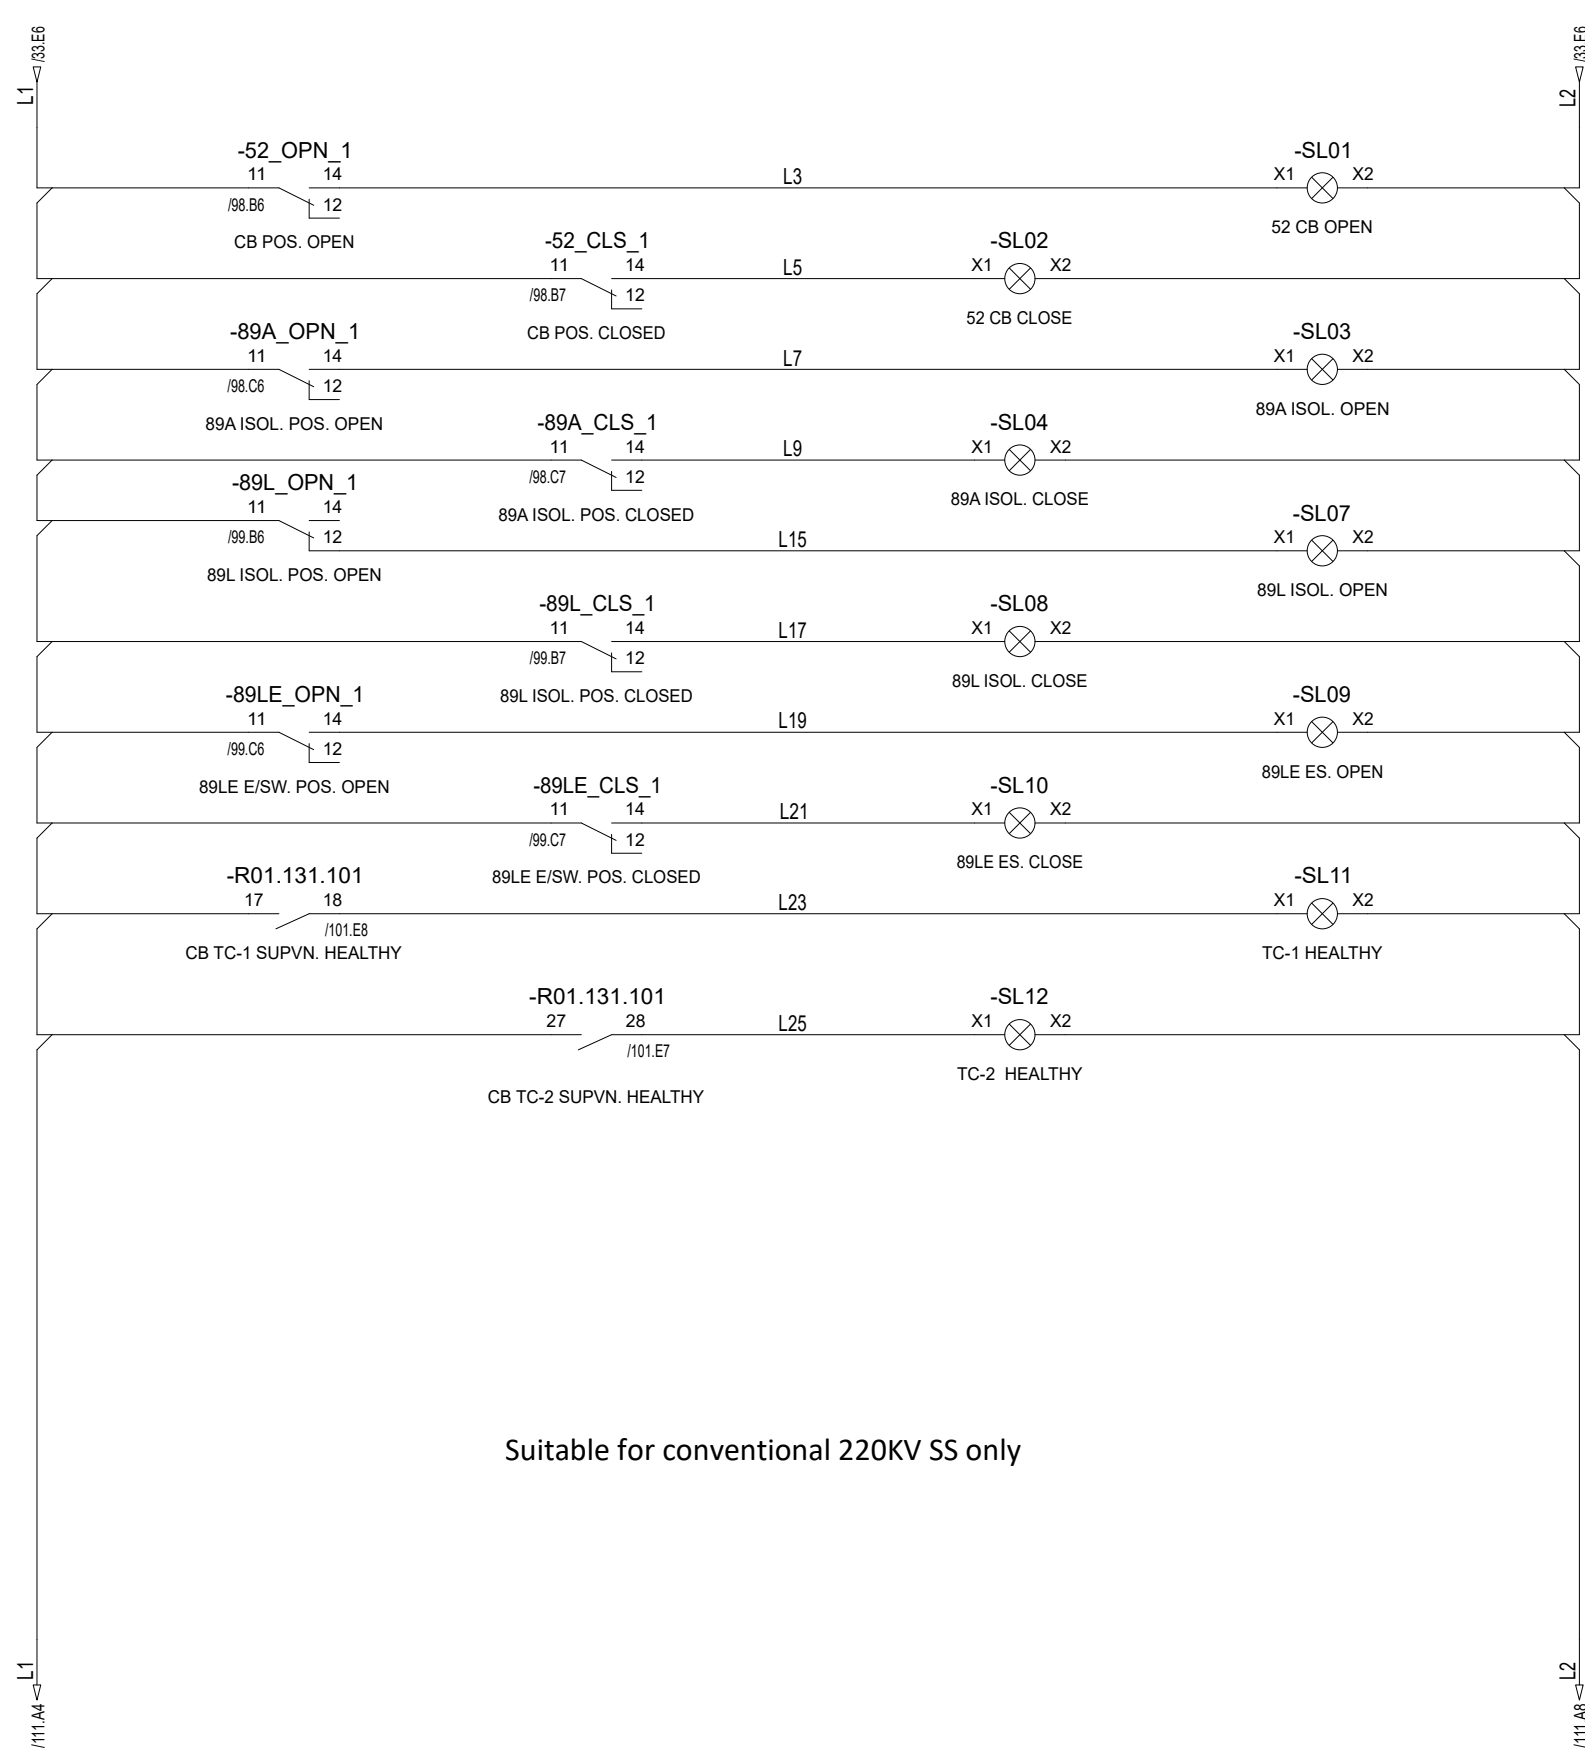 /33.E6
/33.E6
L1
L2
-52_OPN_1
-SL01
11 14
L3
X1 X2
/98.B6
12
52 CB OPEN
CB POS. OPEN
-52_CLS_1
-SL02
11 14
L5
X1 X2
/98.B7
12
52 CB CLOSE
CB POS. CLOSED
-89A_OPN_1
-SL03
11 14
L7
X1 X2
/98.C6
12
89A ISOL. OPEN
89A ISOL. POS. OPEN
-89A_CLS_1
-SL04
11 14
L9
X1 X2
/98.C7
12
89A ISOL. CLOSE
89A ISOL. POS. CLOSED
-89L_OPN_1
11 14
-SL07
/99.B6
12
L15
X1 X2
89L ISOL. POS. OPEN
89L ISOL. OPEN
-89L_CLS_1
-SL08
11 14
L17
X1 X2
/99.B7
12
89L ISOL. CLOSE
89L ISOL. POS. CLOSED
-89LE_OPN_1
-SL09
11 14
L19
X1 X2
/99.C6
12
89LE ES. OPEN
89LE E/SW. POS. OPEN
-89LE_CLS_1
-SL10
11 14
L21
X1 X2
/99.C7
12
89LE ES. CLOSE
89LE E/SW. POS. CLOSED
-R01.131.101
-SL11
17 18
L23
X1 X2
/101.E8
CB TC-1 SUPVN. HEALTHY
TC-1 HEALTHY
-R01.131.101
-SL12
27 28
L25
X1 X2
/101.E7
TC-2 HEALTHY
CB TC-2 SUPVN. HEALTHY
Suitable for conventional 220KV SS only
L1
L2
/111.A4
/111.A8